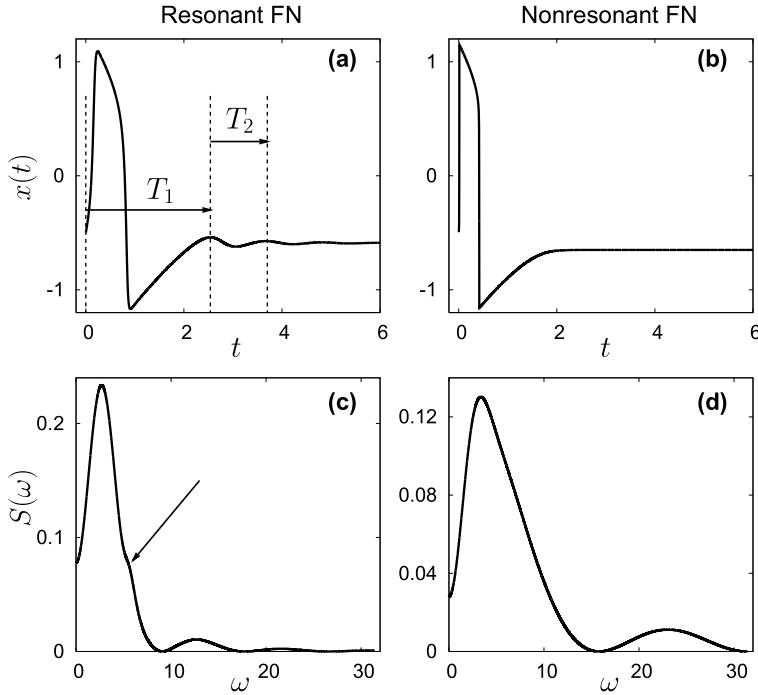 Resonant FN
Nonresonant FN
(a)
(b)
1
0
-1
x(t)
T₁
T₂
0 2 4 6
t
1
0
-1
0 2 4 6
t
(c)
(d)
0.2
0.1
0
S(ω)
0 10 20 30
ω
0.12
0.08
0.04
0
0 10 20 30
ω